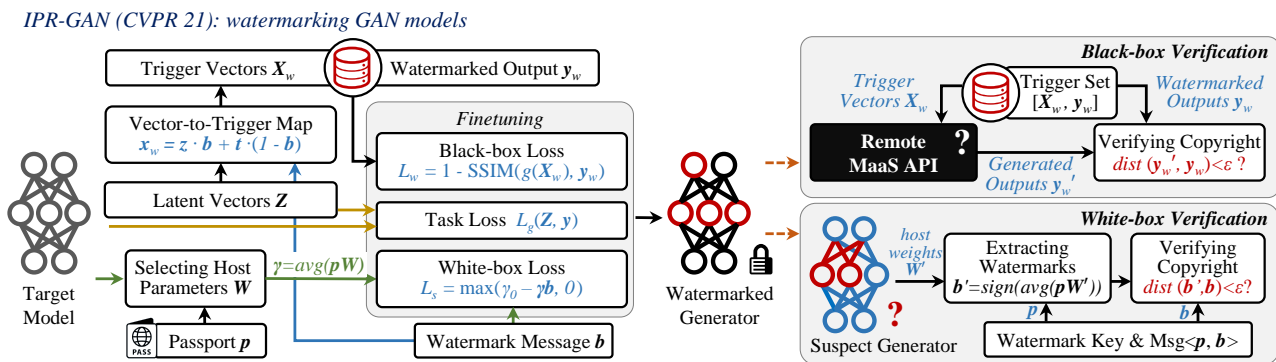 IPR-GAN (CVPR 21): watermarking GAN models
Trigger Vectors X_w
Watermarked Output y_w
Vector-to-Trigger Map
x_w = z · b + t ·(1 - b)
Latent Vectors Z
Target
Model
Selecting Host
Parameters W
γ=avg(pW)
PASS
Passport p
Finetuning
Black-box Loss
L_w = 1 - SSIM(g(X_w), y_w)
Task Loss L_g(Z, y)
White-box Loss
L_s = max(γ_0 – γb, 0)
Watermark Message b
Watermarked
Generator
Black-box Verification
Trigger
Vectors X_w
Trigger Set
[X_w, y_w]
Watermarked
Outputs y_w
Remote
MaaS API
?
Generated
Outputs y_w'
Verifying Copyright
dist (y_w', y_w)<ε ?
White-box Verification
host
weights
W'
?
Suspect Generator
Extracting
Watermarks
b'=sign(avg(pW'))
Verifying
Copyright
dist (b',b)<ε?
p
b
Watermark Key & Msg<p, b>